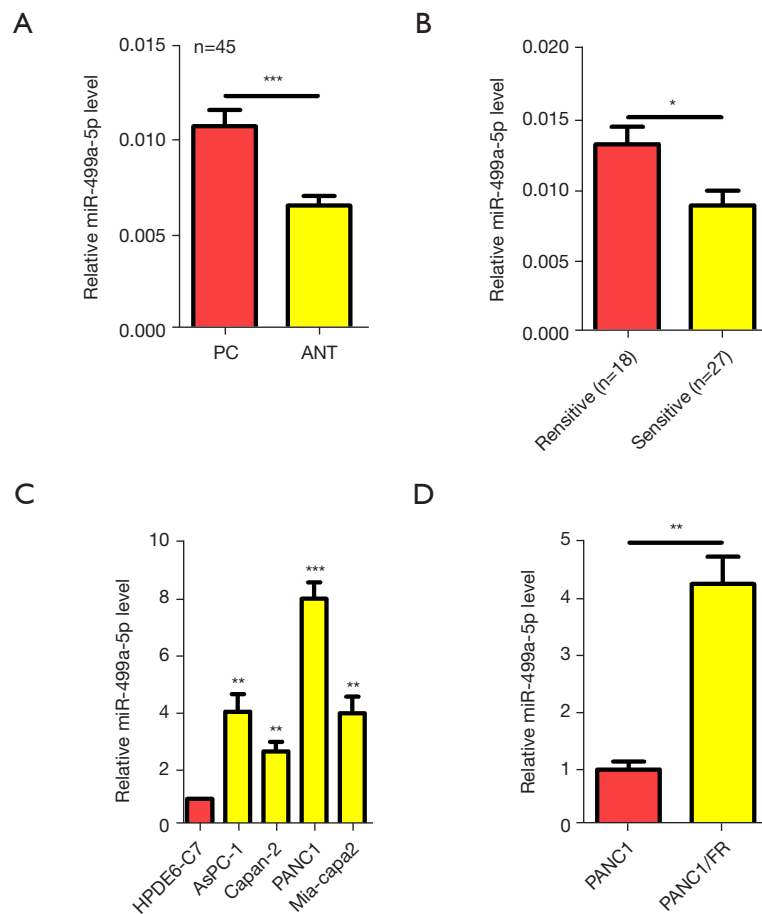 A
Relative miR-499a-5p level
0.015
0.010
0.005
0.000
n=45
***
PC
ANT
B
Relative miR-499a-5p level
0.020
0.015
0.010
0.005
0.000
*
Rensitive (n=18)
Sensitive (n=27)
C
Relative miR-499a-5p level
10
8
6
4
2
0
**
**
***
**
HPDE6-C7
AsPC-1
Capan-2
PANC1
Mia-capa2
D
Relative miR-499a-5p level
5
4
3
2
1
0
**
PANC1
PANC1/FR